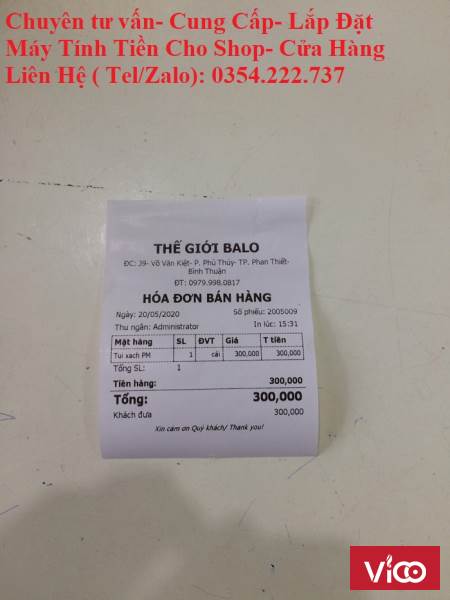 Chuyên tư vấn- Cung Cấp- Lắp Đặt
Máy Tính Tiền Cho Shop- Cửa Hàng
Liên Hệ ( Tel/Zalo): 0354.222.737
THẾ GIỚI BALO
ĐC: J9- Võ Văn Kiệt- P. Phú Thủy- TP. Phan Thiết-
Bình Thuận
ĐT: 0979.998.0817
HÓA ĐƠN BÁN HÀNG
Ngày: 20/05/2020 Số phiếu: 2005009
Thu ngân: Administrator In lúc: 15:31
Mặt hàng SL ĐVT Giá T tiền
Tui xach PM 1 cái 300,000 300,000
Tổng SL: 1
Tiền hàng: 300,000
Tổng: 300,000
Khách đưa 300,000
Xin cảm ơn Quý khách/ Thank you!
Vico